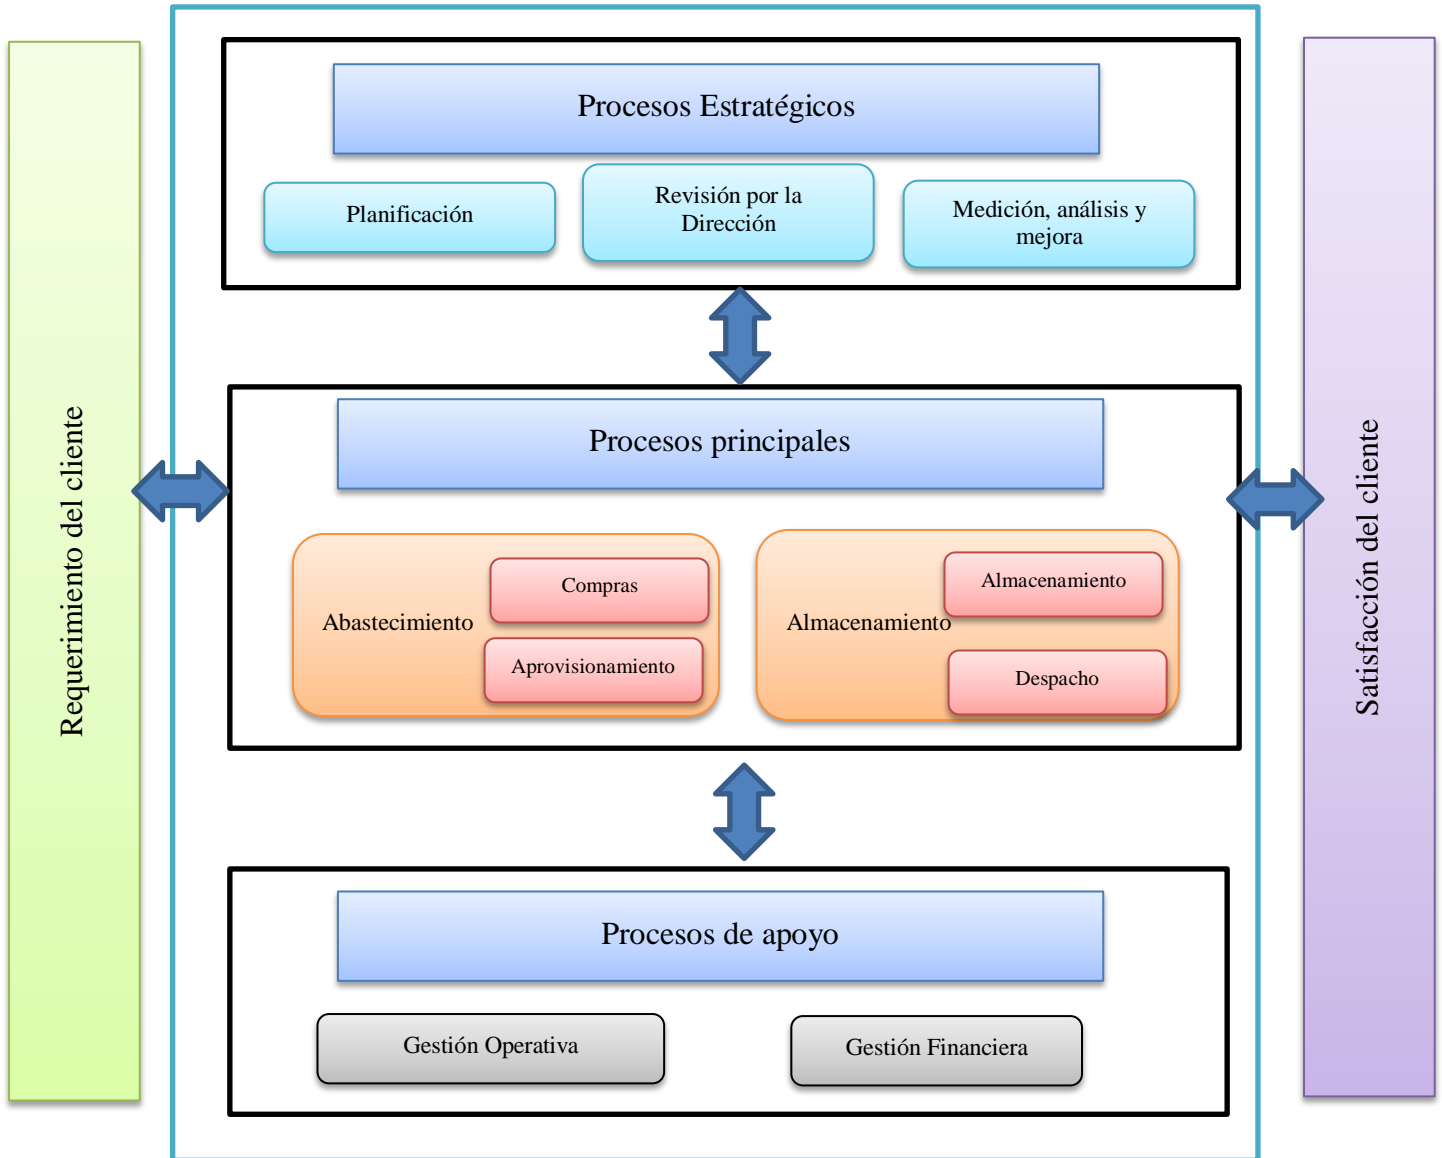 Procesos Estratégicos
Planificación
Revisión por la
Dirección
Medición, análisis y
mejora
Requerimiento del cliente
Procesos principales
Abastecimiento
Compras
Aprovisionamiento
Almacenamiento
Almacenamiento
Despacho
Satisfacción del cliente
Procesos de apoyo
Gestión Operativa
Gestión Financiera